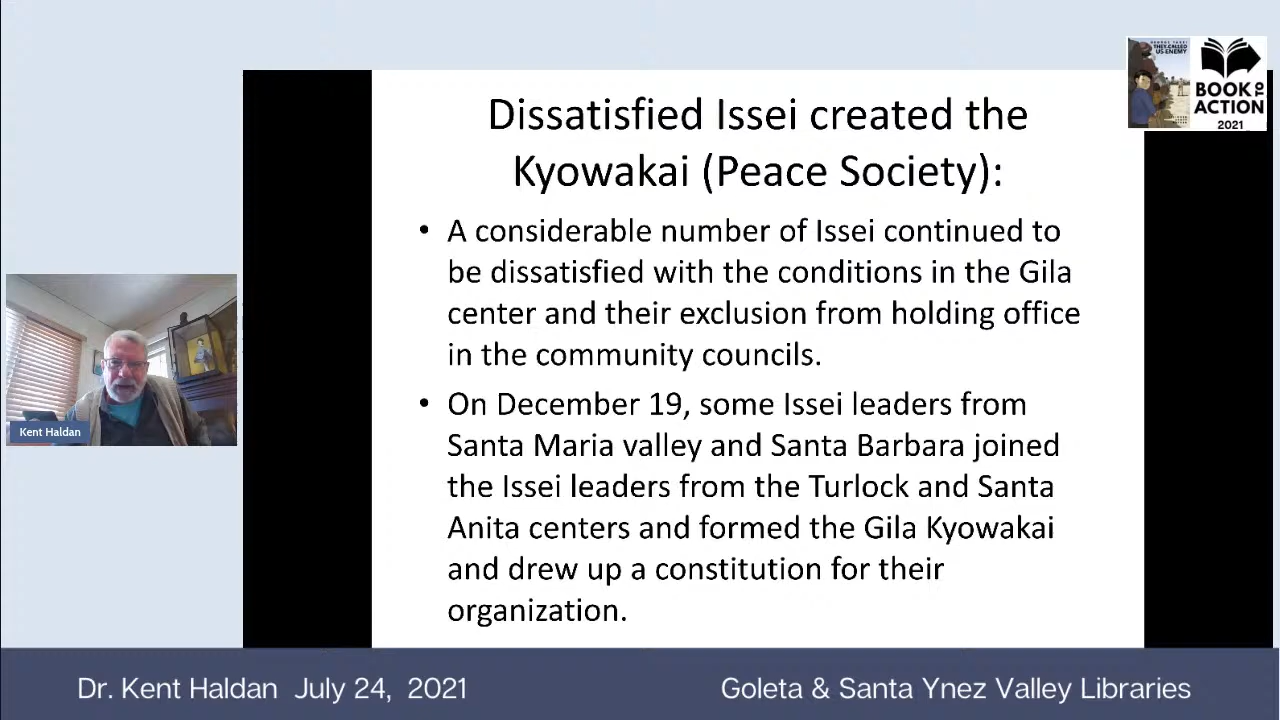 THEY CALLED
US ENEMY
BOOK TO
ACTION
2021
Dissatisfied Issei created the
Kyowakai (Peace Society):
• A considerable number of Issei continued to
be dissatisfied with the conditions in the Gila
center and their exclusion from holding office
in the community councils.
• On December 19, some Issei leaders from
Santa Maria valley and Santa Barbara joined
the Issei leaders from the Turlock and Santa
Anita centers and formed the Gila Kyowakai
and drew up a constitution for their
organization.
Kent Haldan
Dr. Kent Haldan July 24, 2021
Goleta & Santa Ynez Valley Libraries